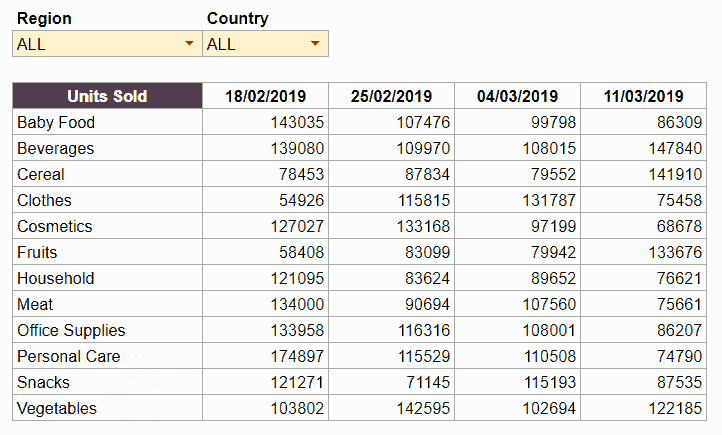 Region Country
ALL ALL
Units Sold 18/02/2019 25/02/2019 04/03/2019 11/03/2019
Baby Food 143035 107476 99798 86309
Beverages 139080 109970 108015 147840
Cereal 78453 87834 79552 141910
Clothes 54926 115815 131787 75458
Cosmetics 127027 133168 97199 68678
Fruits 58408 83099 79942 133676
Household 121095 83624 89652 76621
Meat 134000 90694 107560 75661
Office Supplies 133958 116316 108001 86207
Personal Care 174897 115529 110508 74790
Snacks 121271 71145 115193 87535
Vegetables 103802 142595 102694 122185